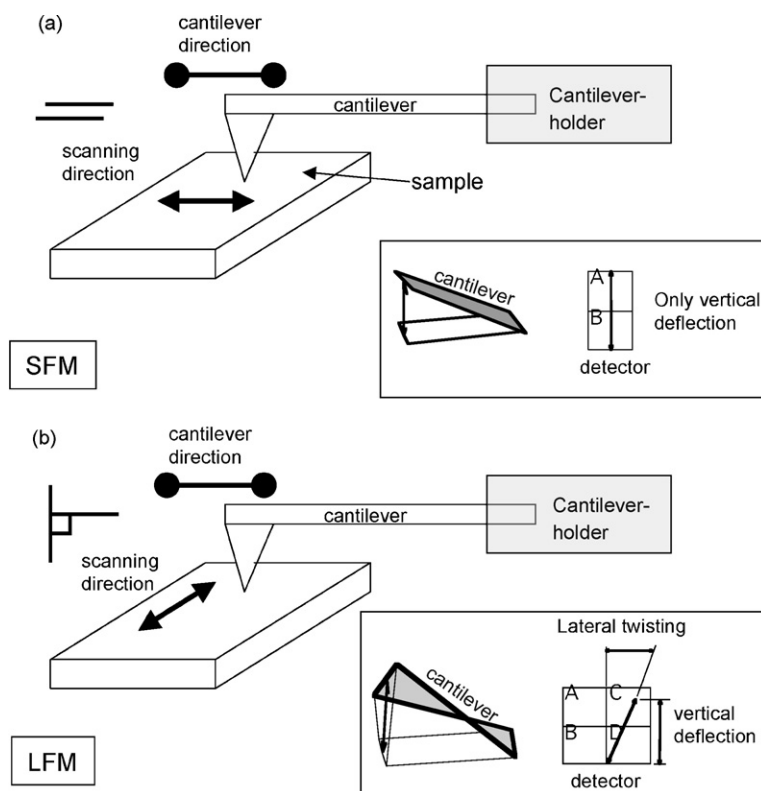 (a)
cantilever
direction
cantilever
Cantilever-
holder
scanning
direction
sample
cantilever
A
B
Only vertical
deflection
detector
SFM
(b)
cantilever
direction
cantilever
Cantilever-
holder
scanning
direction
Lateral twisting
cantilever
A C
B D
vertical
deflection
detector
LFM